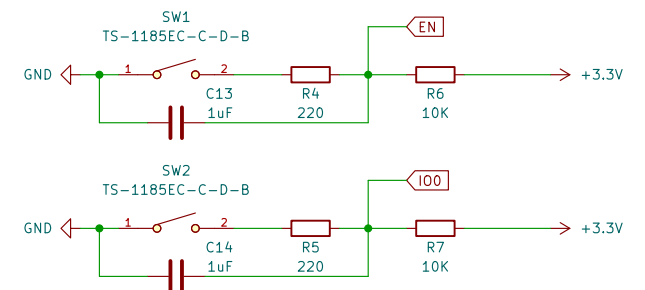 SW1
TS-1185EC-C-D-B
EN
GND
1
2
+3.3V
C13
1uF
R4
220
R6
10K
SW2
TS-1185EC-C-D-B
IO0
GND
1
2
+3.3V
C14
1uF
R5
220
R7
10K